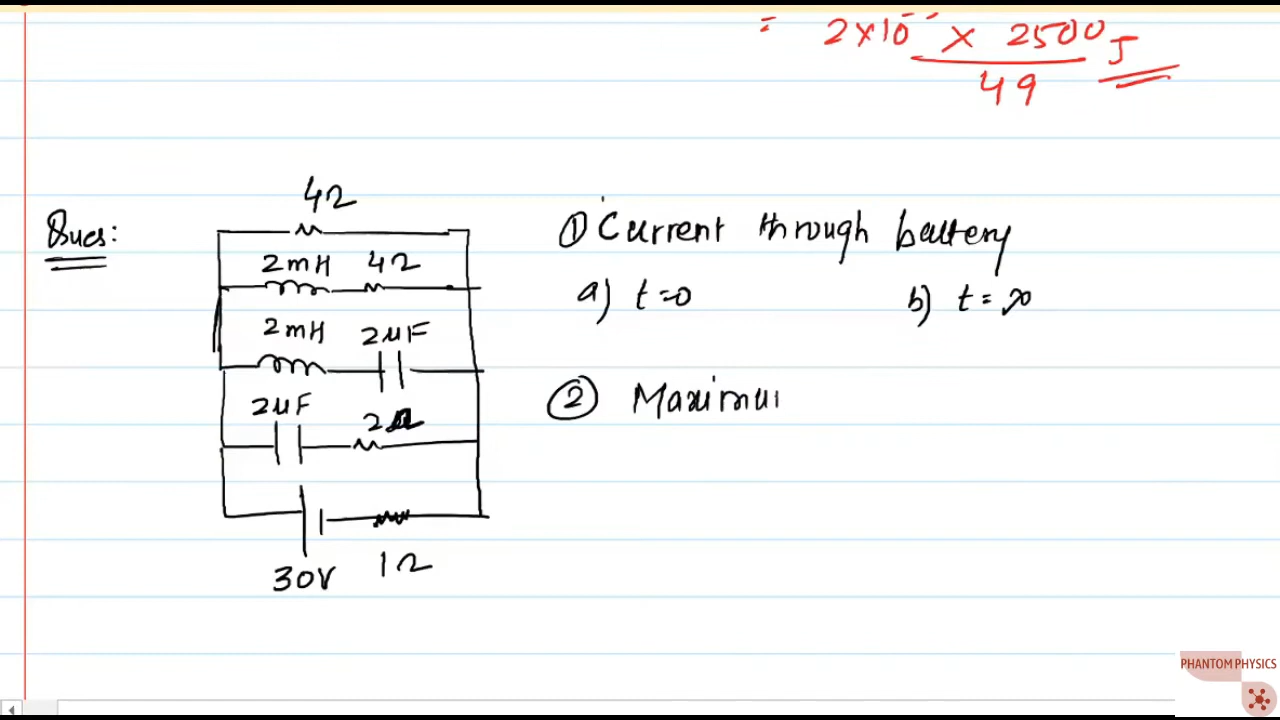 = 2×10⁻⁵ × 2500 J
49
4Ω
Ques:
① Current through battery
2mH 4Ω
a) t=0 b) t=∞
2mH 2μF
② Maximu
2μF 2Ω
30V 1Ω
PHANTOM PHYSICS